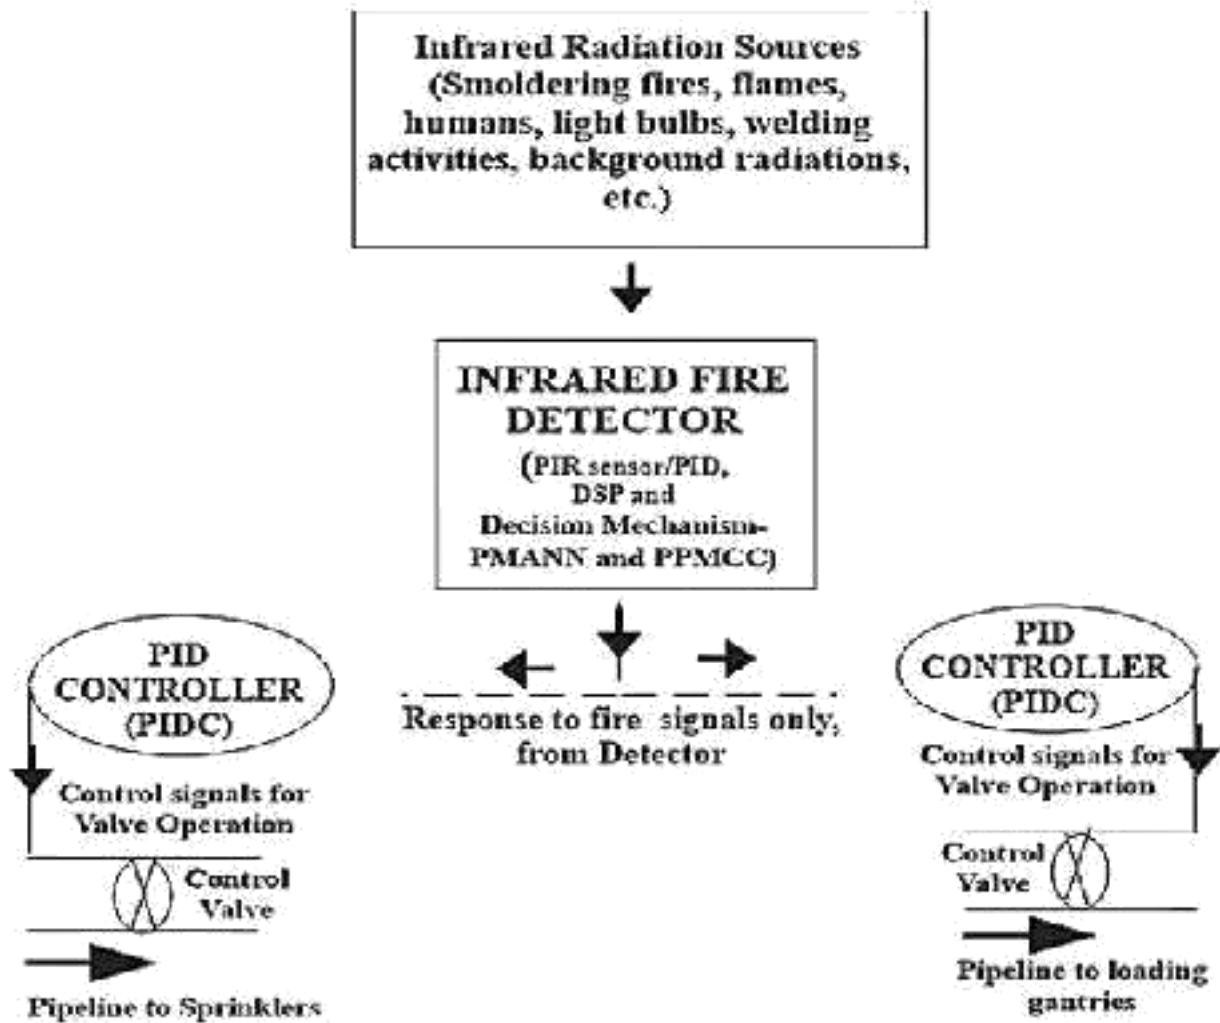 Infrared Radiation Sources
(Smoldering fires, flames,
humans, light bulbs, welding
activities, background radiations,
etc.)
INFRARED FIRE
DETECTOR
(PIR sensor/PID,
DSP and
Decision Mechanism-
PMANN and PPMCC)
PID
CONTROLLER
(PIDC)
Response to fire signals only,
from Detector
PID
CONTROLLER
(PIDC)
Control signals for
Valve Operation
Control
Valve
Pipeline to Sprinklers
Control signals for
Valve Operation
Control
Valve
Pipeline to loading
gantries